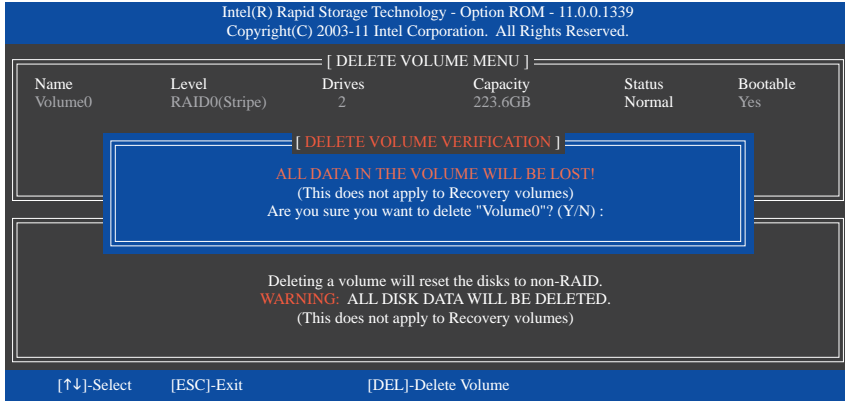 Intel(R) Rapid Storage Technology - Option ROM - 11.0.0.1339
Copyright(C) 2003-11 Intel Corporation. All Rights Reserved.
[ DELETE VOLUME MENU ]
Name Level Drives Capacity Status Bootable
Volume0 RAID0(Stripe) 2 223.6GB Normal Yes
[ DELETE VOLUME VERIFICATION ]
ALL DATA IN THE VOLUME WILL BE LOST!
(This does not apply to Recovery volumes)
Are you sure you want to delete "Volume0"? (Y/N) :
Deleting a volume will reset the disks to non-RAID.
WARNING: ALL DISK DATA WILL BE DELETED.
(This does not apply to Recovery volumes)
[↑↓]-Select [ESC]-Exit [DEL]-Delete Volume